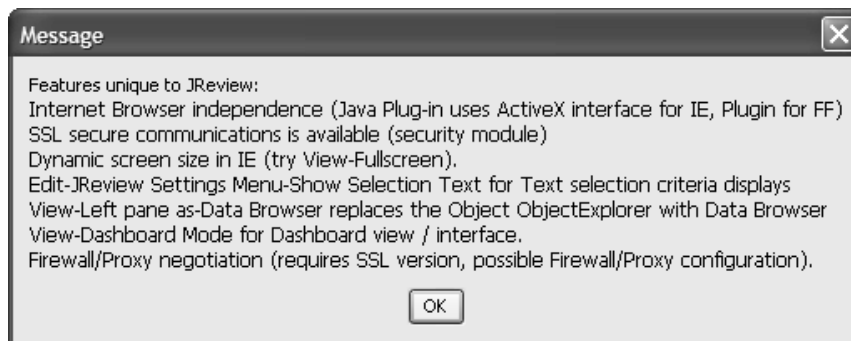 Message
Features unique to JReview:
Internet Browser independence (Java Plug-in uses ActiveX interface for IE, Plugin for FF)
SSL secure communications is available (security module)
Dynamic screen size in IE (try View-Fullscreen).
Edit-JReview Settings Menu-Show Selection Text for Text selection criteria displays
View-Left pane as-Data Browser replaces the Object ObjectExplorer with Data Browser
View-Dashboard Mode for Dashboard view / interface.
Firewall/Proxy negotiation (requires SSL version, possible Firewall/Proxy configuration).
OK